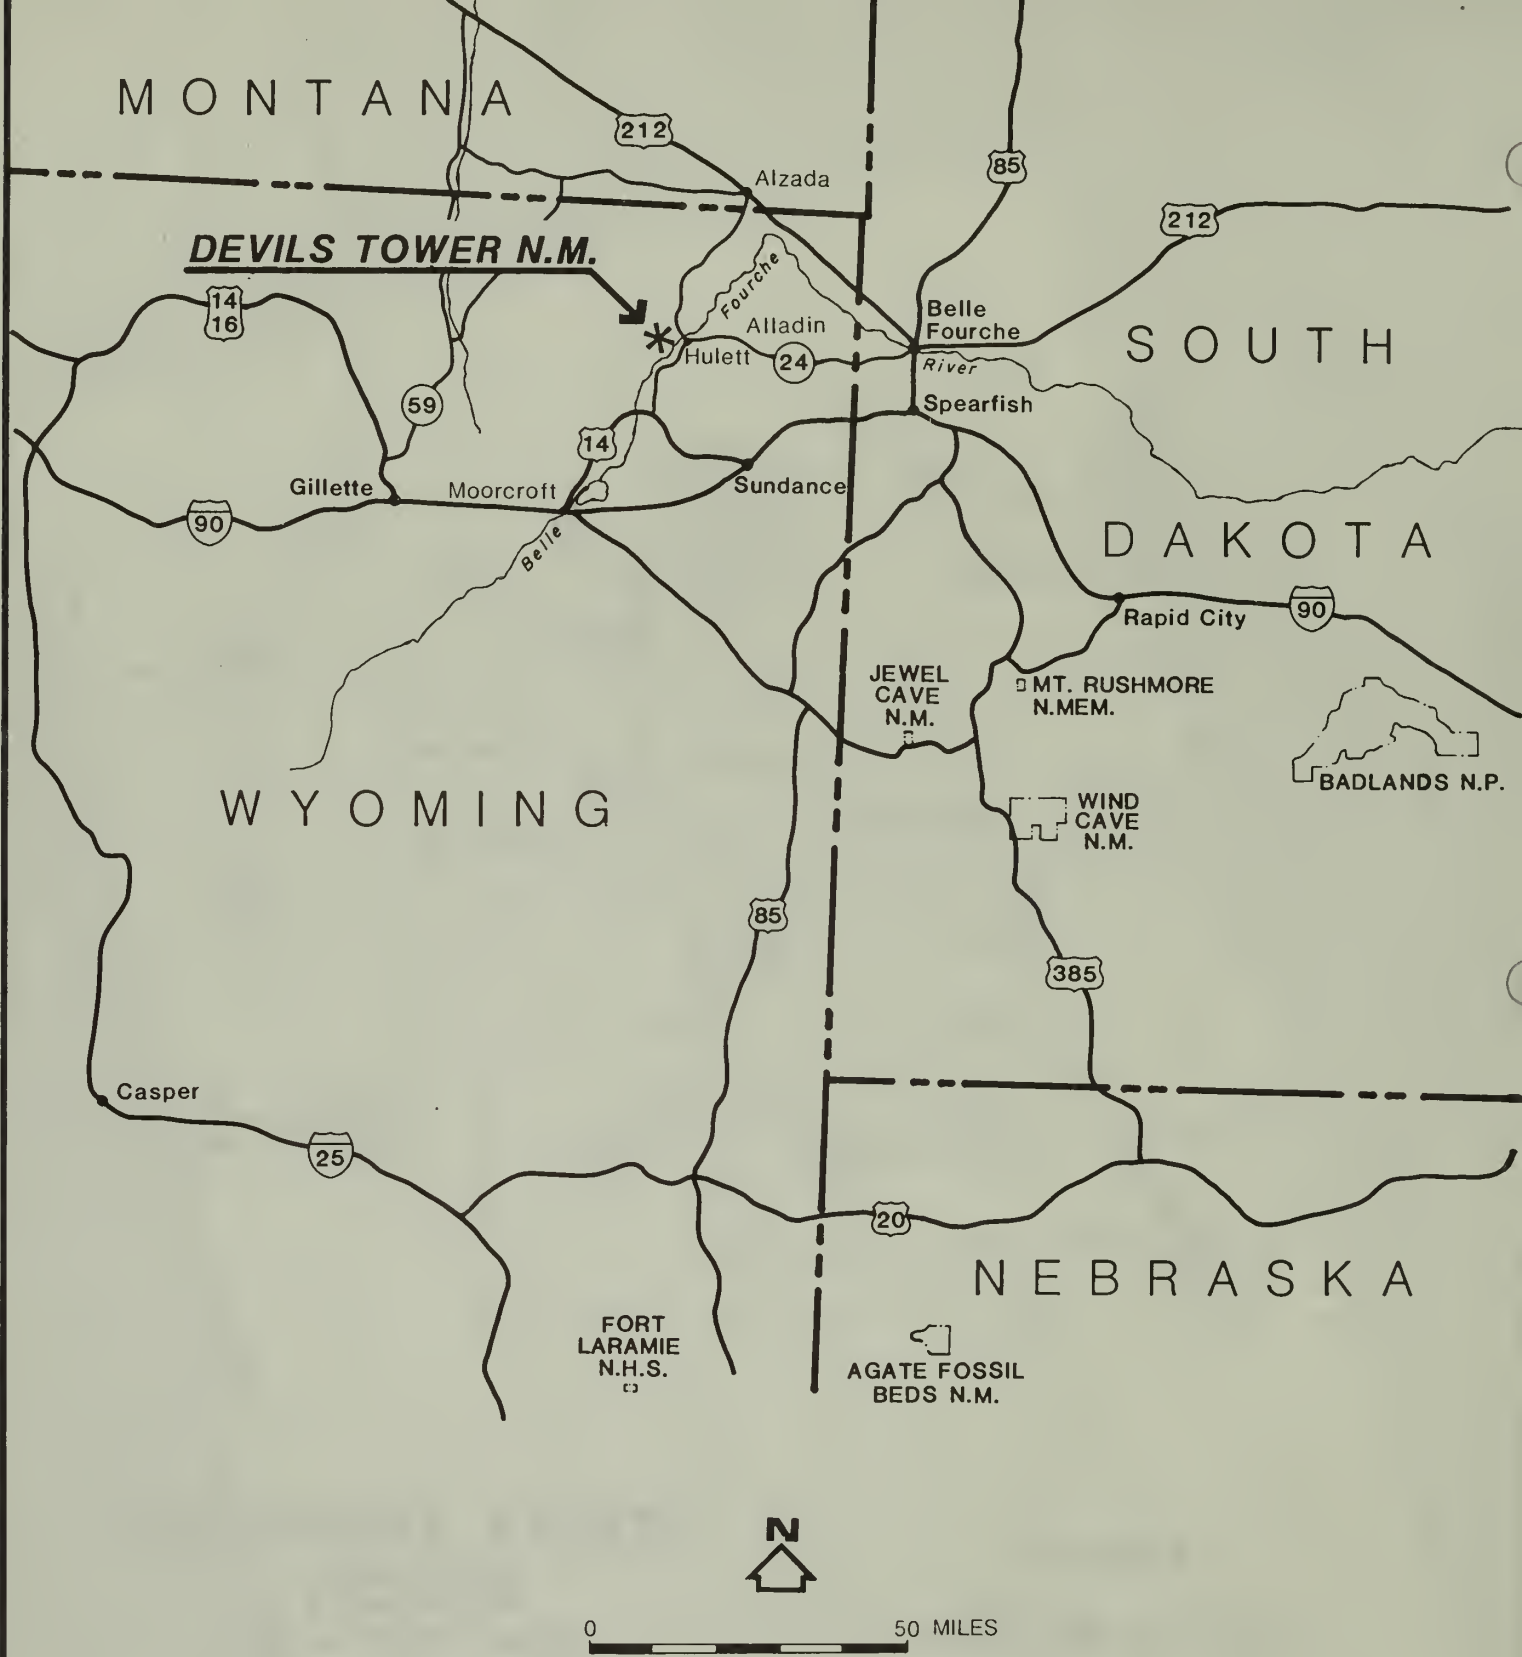 MONTANA
212
85
Alzada
212
DEVILS TOWER N.M.
Fourche
14
16
Belle
Fourche
Alladin
SOUTH
Hulett
24
River
59
Spearfish
14
Gillette
Moorcroft
Sundance
90
Belle
DAKOTA
90
Rapid City
JEWEL
CAVE
N.M.
MT. RUSHMORE
N.MEM.
BADLANDS N.P.
WYOMING
WIND
CAVE
N.M.
85
385
Casper
25
20
NEBRASKA
FORT
LARAMIE
N.H.S.
AGATE FOSSIL
BEDS N.M.
N
0 50 MILES